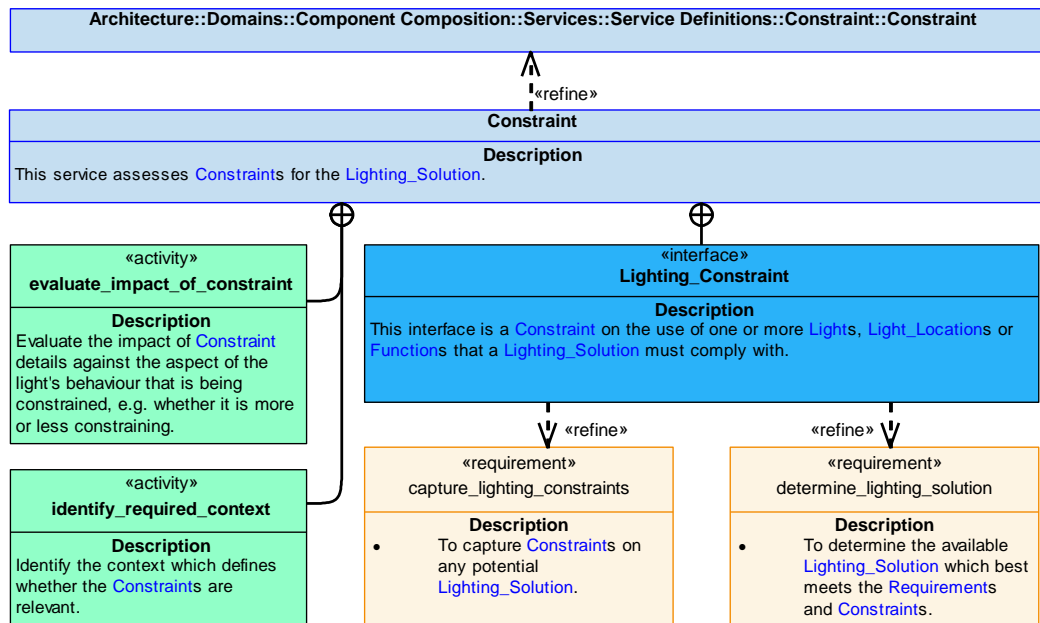 Architecture::Domains::Component Composition::Services::Service Definitions::Constraint::Constraint
«refine»
Constraint
Description
This service assesses Constraints for the Lighting_Solution.
«activity»
evaluate_impact_of_constraint
Description
Evaluate the impact of Constraint
details against the aspect of the
light's behaviour that is being
constrained, e.g. whether it is more
or less constraining.
«interface»
Lighting_Constraint
Description
This interface is a Constraint on the use of one or more Lights, Light_Locations or
Functions that a Lighting_Solution must comply with.
«refine»
«refine»
«activity»
identify_required_context
Description
Identify the context which defines
whether the Constraints are
relevant.
«requirement»
capture_lighting_constraints
Description
• To capture Constraints on
any potential
Lighting_Solution.
«requirement»
determine_lighting_solution
Description
• To determine the available
Lighting_Solution which best
meets the Requirements
and Constraints.